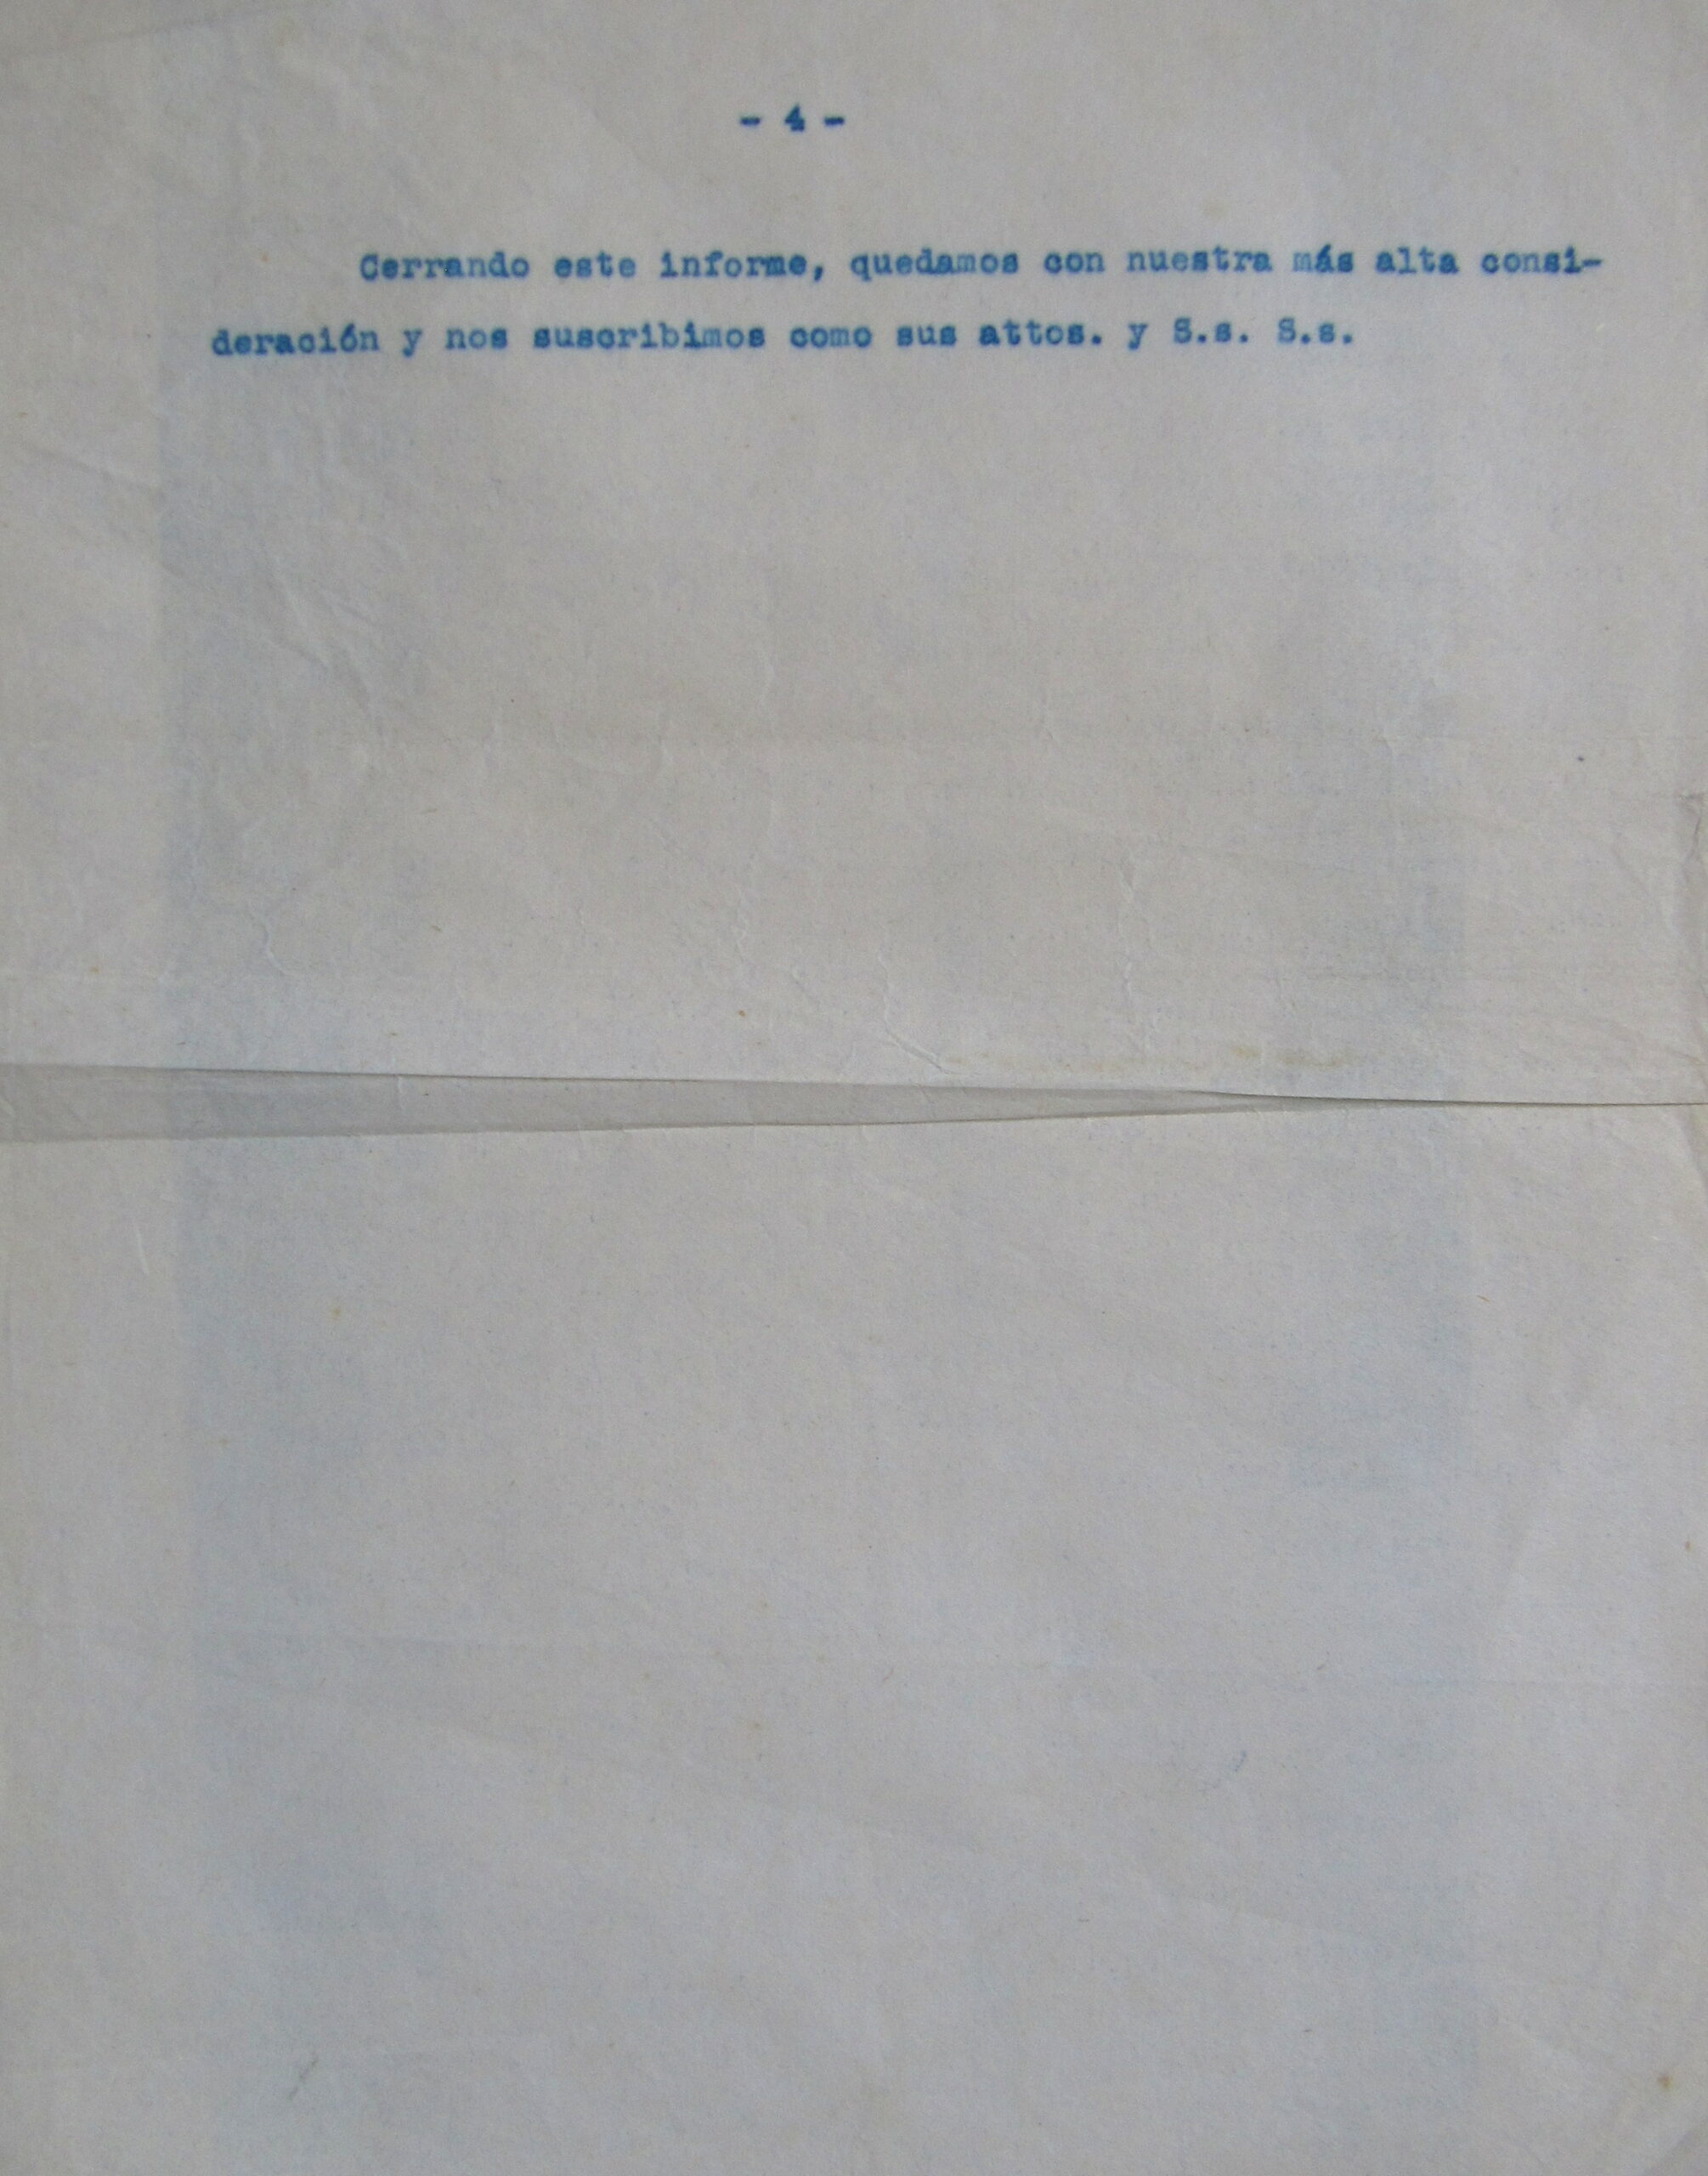 - 4 -
Cerrando este informe, quedamos con nuestra más alta consi-
deración y nos suscribimos como sus attos. y S.s. S.s.